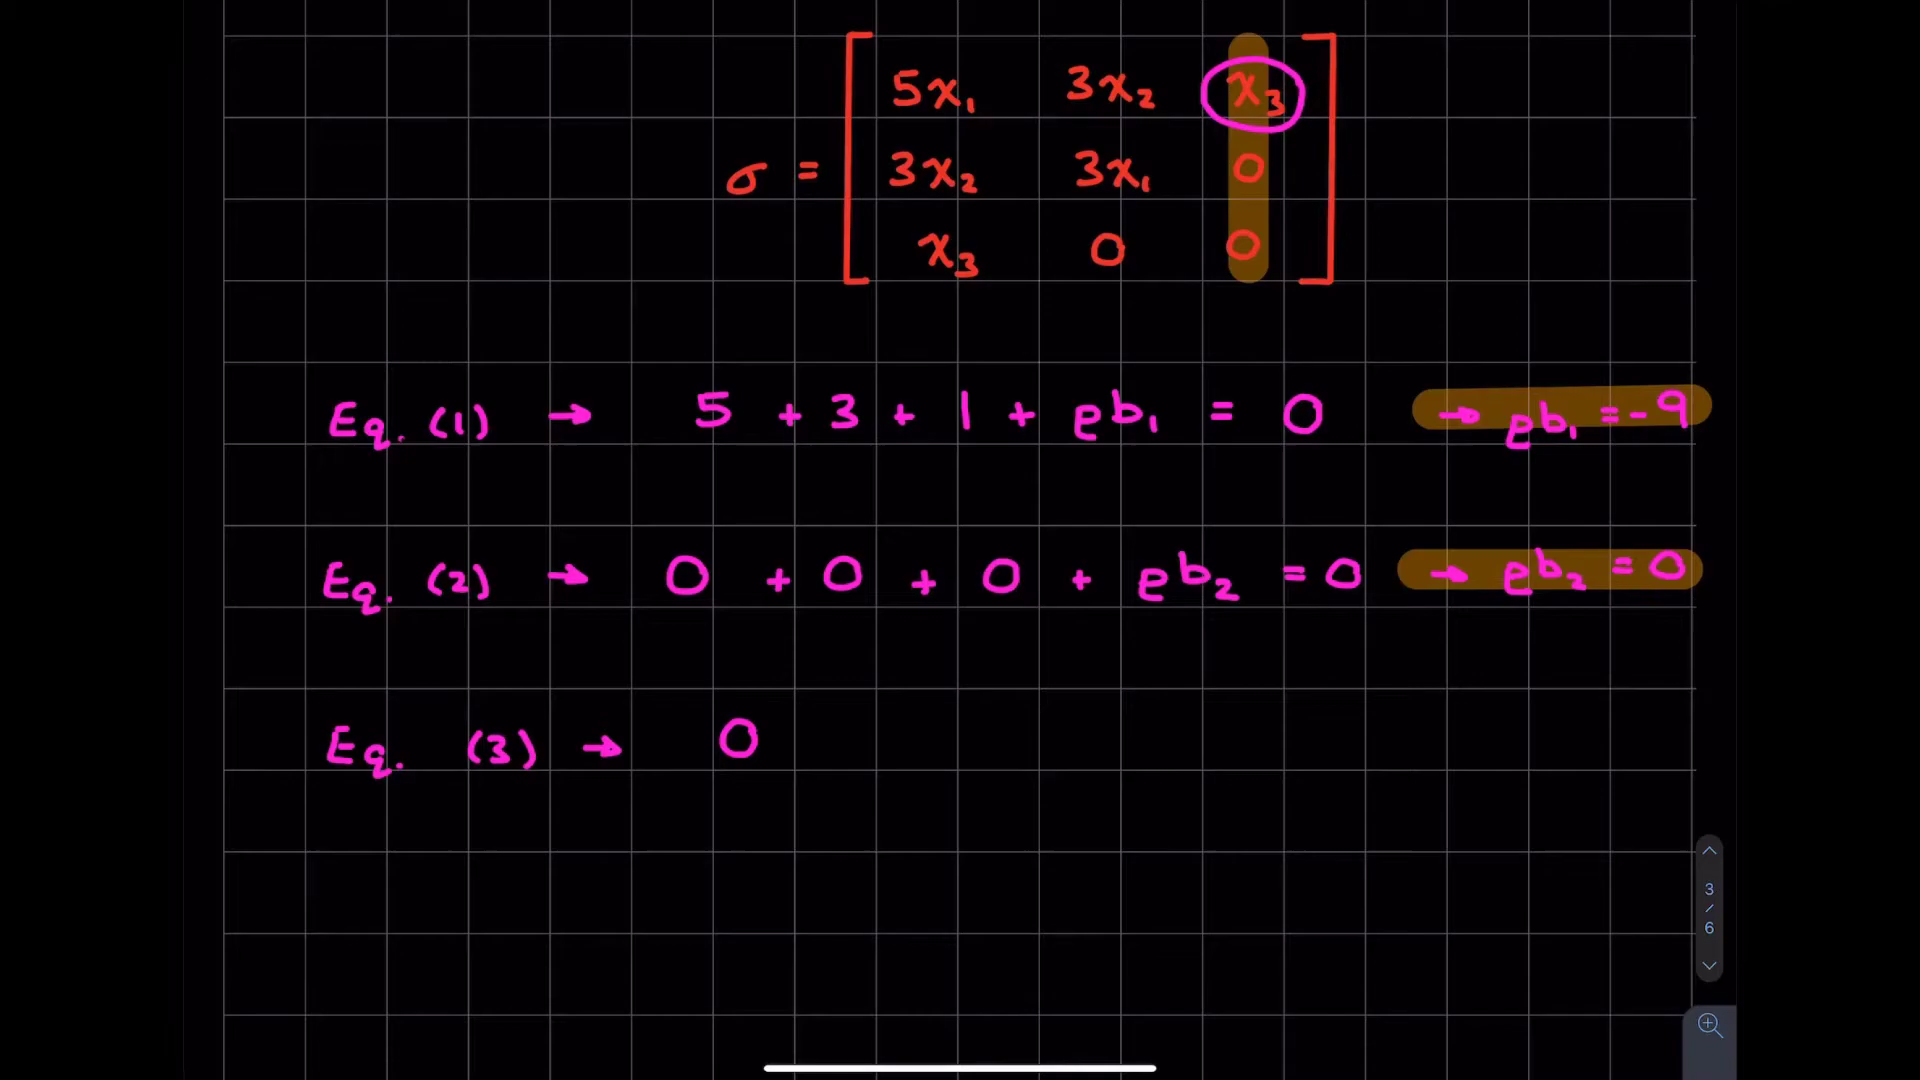 5x₁ 3x₂ x₃
σ = 3x₂ 3x₁ 0
x₃ 0 0
Eq. (1) → 5 + 3 + 1 + ρb₁ = 0 → ρb₁ = -9
Eq. (2) → 0 + 0 + 0 + ρb₂ = 0 → ρb₂ = 0
Eq. (3) → 0
3
/
6